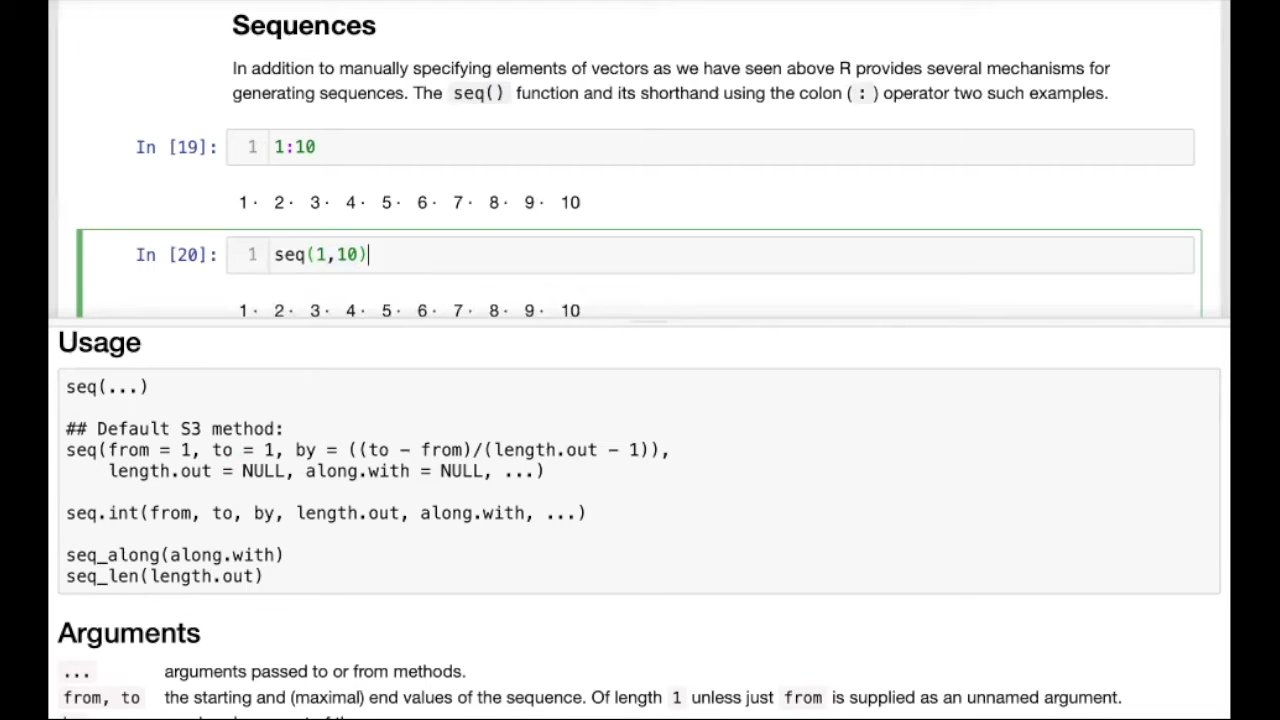 Sequences
In addition to manually specifying elements of vectors as we have seen above R provides several mechanisms for
generating sequences. The seq() function and its shorthand using the colon ( : ) operator two such examples.
In [19]: 1 1:10
1· 2· 3· 4· 5· 6· 7· 8· 9· 10
In [20]: 1 seq(1,10)
1· 2· 3· 4· 5· 6· 7· 8· 9· 10
Usage
seq(...)
## Default S3 method:
seq(from = 1, to = 1, by = ((to - from)/(length.out - 1)),
length.out = NULL, along.with = NULL, ...)
seq.int(from, to, by, length.out, along.with, ...)
seq_along(along.with)
seq_len(length.out)
Arguments
... arguments passed to or from methods.
from, to the starting and (maximal) end values of the sequence. Of length 1 unless just from is supplied as an unnamed argument.